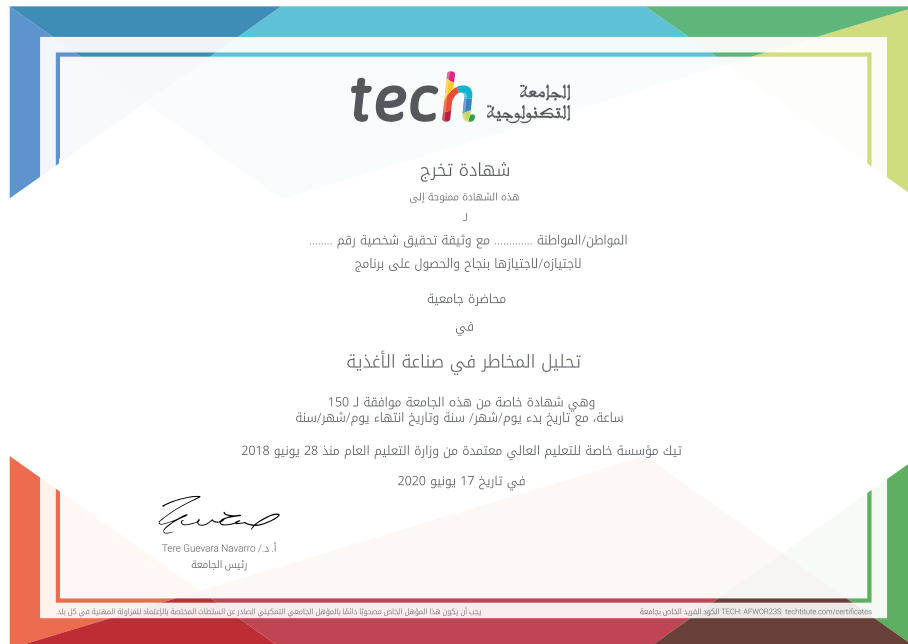 tech الجامعة
التكنولوجية
شهادة تخرج
هذه الشهادة ممنوحة إلى
لـ
المواطن/المواطنة ............ مع وثيقة تحقيق شخصية رقم ........
لاجتيازه/لاجتيازها بنجاح والحصول على برنامج
محاضرة جامعية
في
تحليل المخاطر في صناعة الأغذية
وهي شهادة خاصة من هذه الجامعة موافقة لـ 150
ساعة، مع تاريخ بدء يوم/شهر/ سنة وتاريخ انتهاء يوم/شهر/سنة
تيك مؤسسة خاصة للتعليم العالي معتمدة من وزارة التعليم العام منذ 28 يونيو 2018
في تاريخ 17 يونيو 2020
أ. د./ Tere Guevara Navarro
رئيس الجامعة
يجب أن يكون هذا المؤهل الخاص مصحوبًا دائمًا بالمؤهل الجامعي التمكيني الصادر عن السلطات المختصة بالإعتماد للمزاولة المهنية في كل بلد.
الكود الفريد الخاص بجامعة TECH: AFWOR23S techtitute.com/certificates